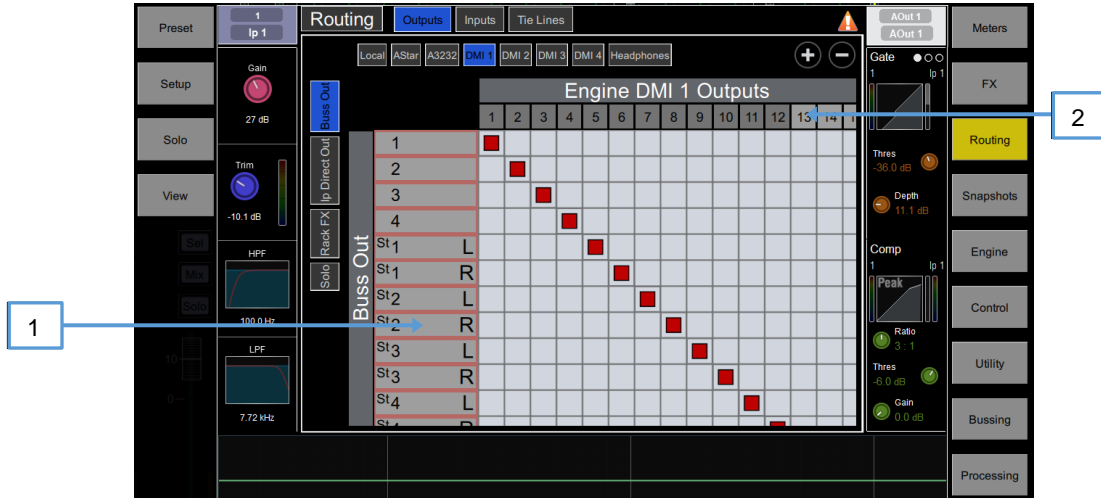 Preset
Setup
Solo
View
Sel
Mix
Solo
10
0
1
Ip 1
Gain
27 dB
Trim
-10.1 dB
HPF
100.0 Hz
LPF
7.72 kHz
Routing
Outputs
Inputs
Tie Lines
Local
AStar
A3232
DMI 1
DMI 2
DMI 3
DMI 4
Headphones
Buss Out
Ip Direct Out
Rack FX
Solo
Engine DMI 1 Outputs
1 2 3 4 5 6 7 8 9 10 11 12 13 14
Buss Out
1
2
3
4
St1 L
St1 R
St2 L
St2 R
St3 L
St3 R
St4 L
AOut 1
AOut 1
Gate
1 Ip 1
Thres
-36.0 dB
Depth
11.1 dB
Comp
1 Ip 1
Peak
Ratio
3 : 1
Thres
-6.0 dB
Gain
0.0 dB
Meters
FX
Routing
Snapshots
Engine
Control
Utility
Bussing
Processing
1
2